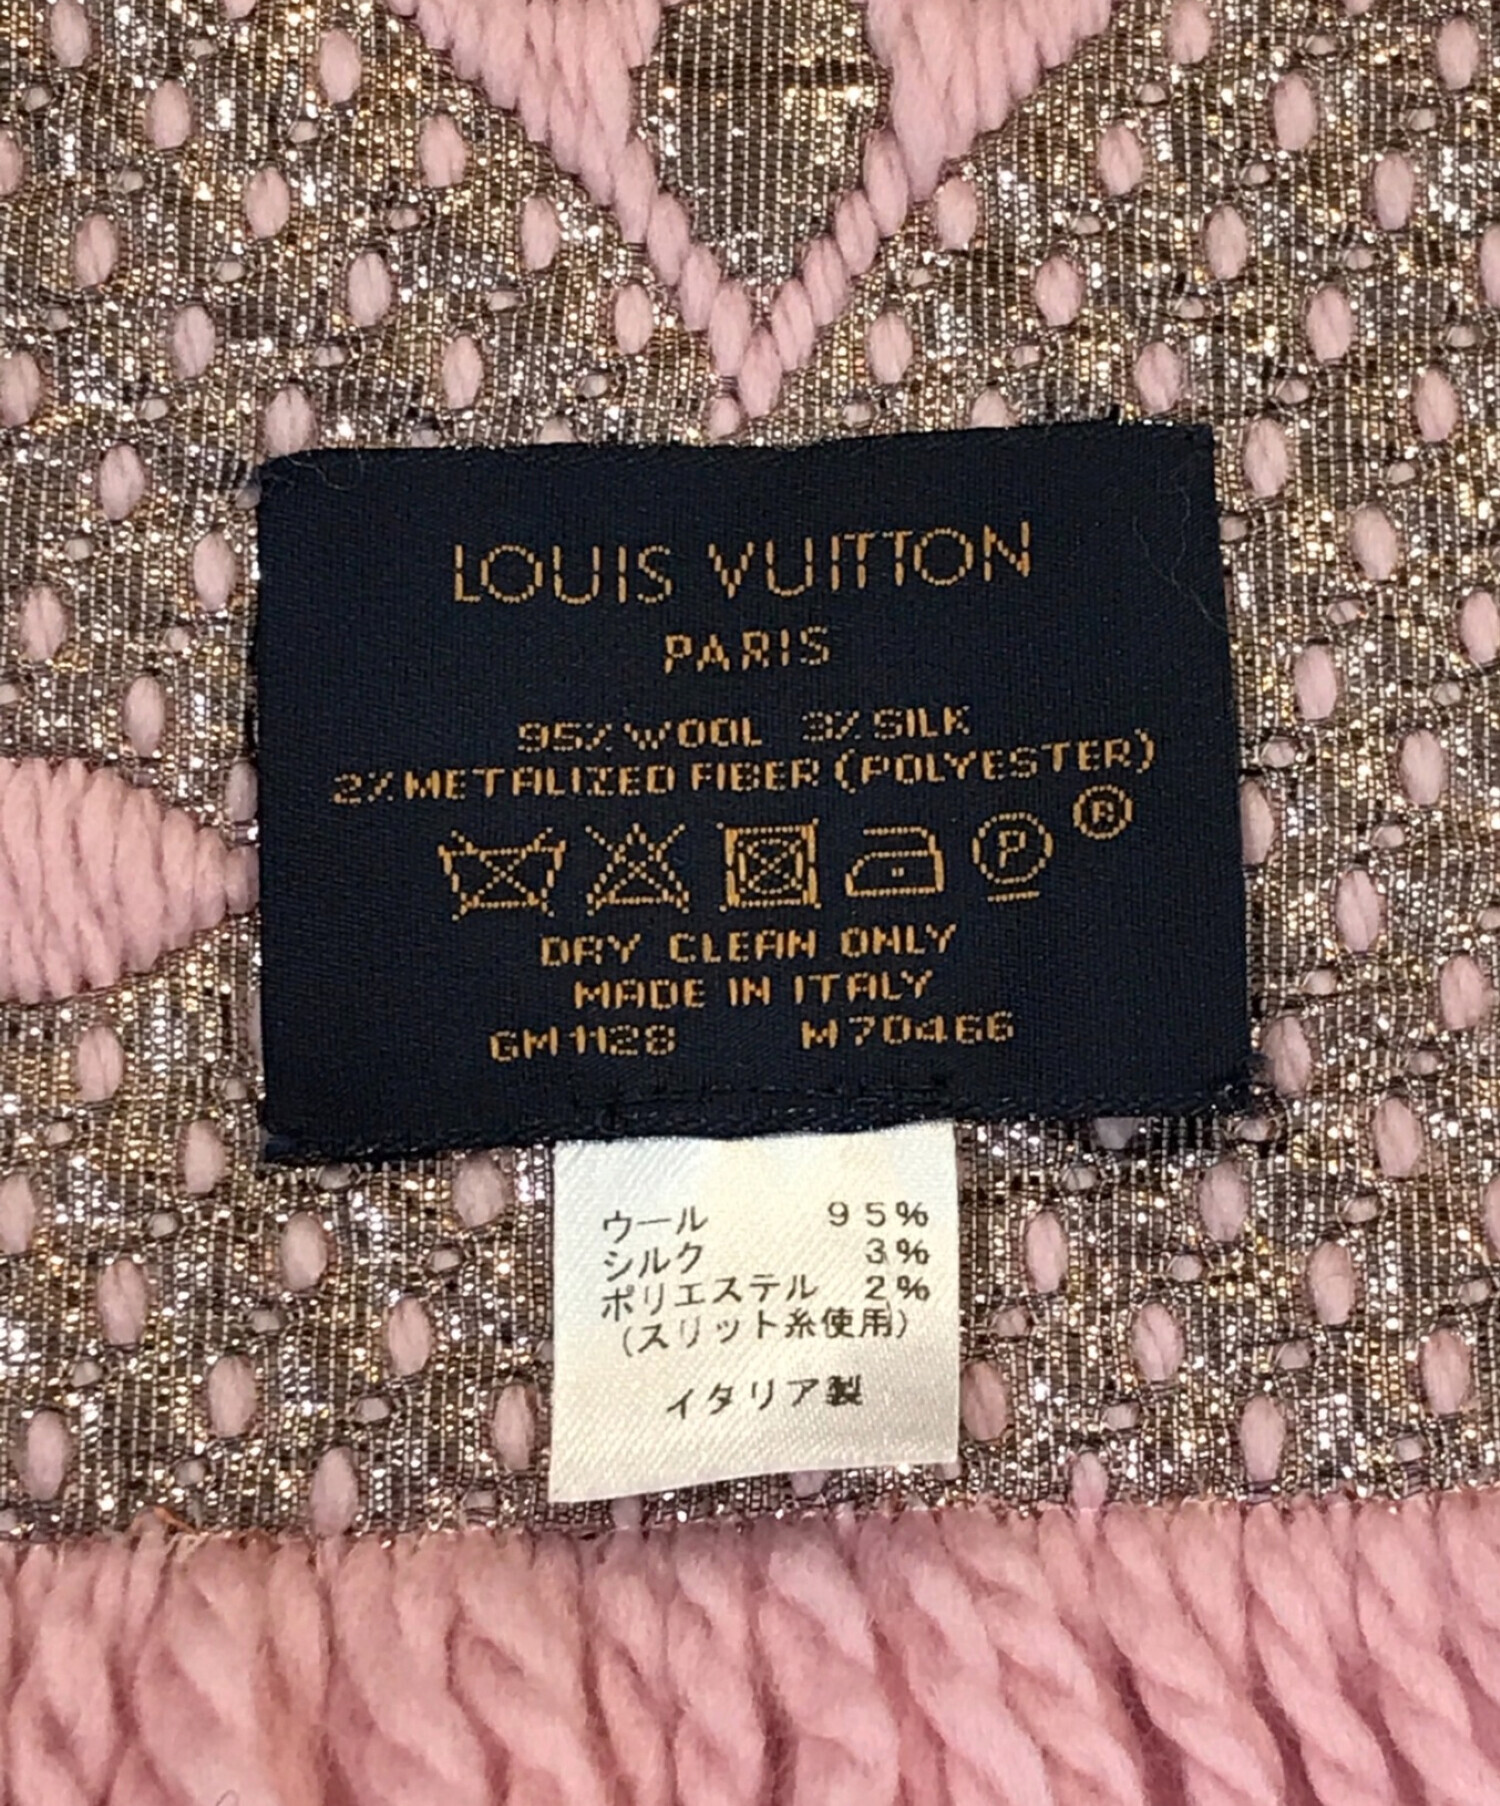 LOUIS VUITTON
PARIS
95% WOOL 3% SILK
2% METALIZED FIBER (POLYESTER)
P ®
DRY CLEAN ONLY
MADE IN ITALY
GM1128 M70466
ウール 95%
シルク 3%
ポリエステル 2%
(スリット糸使用)
イタリア製